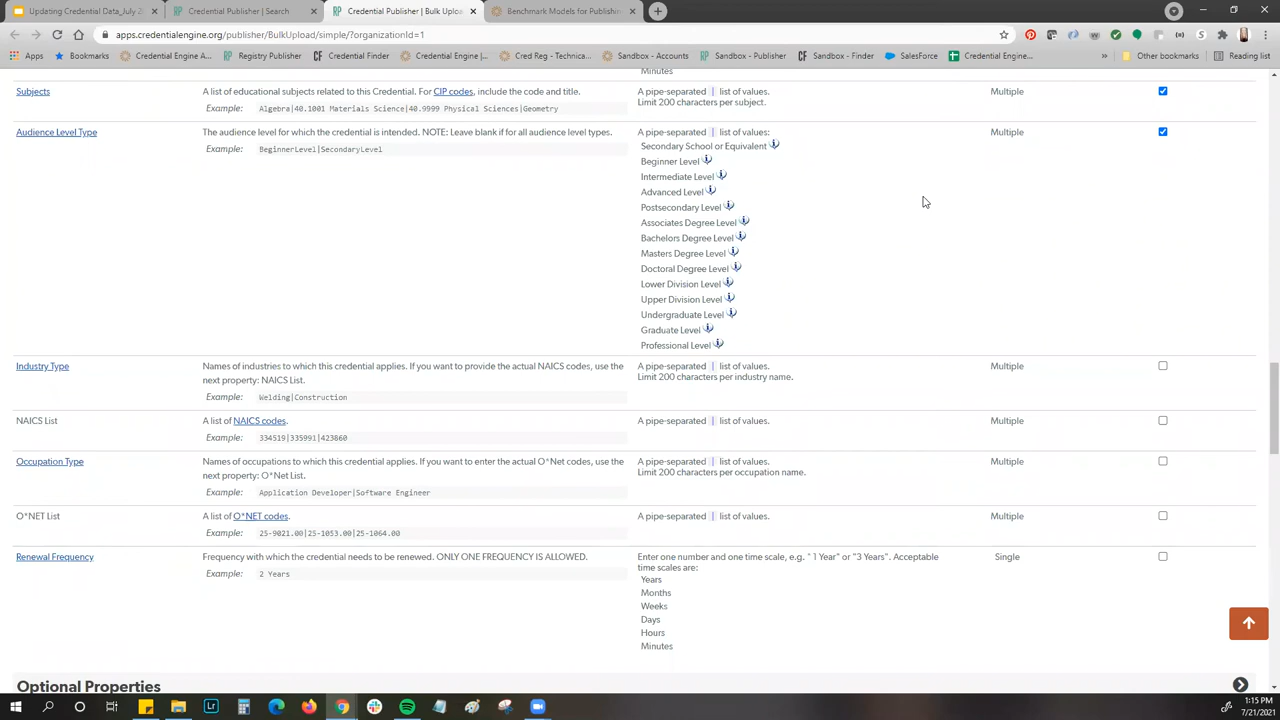 Updating Credential Data_July 2
Credential Publisher | Search
Credential Publisher | Bulk Uploa
Benchmark Models for Publishin
apps.credentialengine.org/publisher/BulkUpload/simple/?organizationId=1
Apps
Bookmarks
Credential Engine |...
Registry Publisher
Credential Finder
Credential Engine |...
Cred Reg - Technica...
Sandbox - Accounts
Sandbox - Publisher
Sandbox - Finder
SalesForce
Credential Engine...
Other bookmarks
Reading list
Minutes
Subjects
A list of educational subjects related to this Credential. For CIP codes, include the code and title.
Example: Algebra|40.1001 Materials Science|40.9999 Physical Sciences|Geometry
A pipe-separated | list of values.
Limit 200 characters per subject.
Multiple
Audience Level Type
The audience level for which the credential is intended. NOTE: Leave blank if for all audience level types.
Example: BeginnerLevel|SecondaryLevel
A pipe-separated | list of values:
Secondary School or Equivalent
Beginner Level
Intermediate Level
Advanced Level
Postsecondary Level
Associates Degree Level
Bachelors Degree Level
Masters Degree Level
Doctoral Degree Level
Lower Division Level
Upper Division Level
Undergraduate Level
Graduate Level
Professional Level
Multiple
Industry Type
Names of industries to which this credential applies. If you want to provide the actual NAICS codes, use the
next property: NAICS List.
Example: Welding|Construction
A pipe-separated | list of values.
Limit 200 characters per industry name.
Multiple
NAICS List
A list of NAICS codes.
Example: 334519|335991|423860
A pipe-separated | list of values.
Multiple
Occupation Type
Names of occupations to which this credential applies. If you want to enter the actual O*Net codes, use the
next property: O*Net List.
Example: Application Developer|Software Engineer
A pipe-separated | list of values.
Limit 200 characters per occupation name.
Multiple
O*NET List
A list of O*NET codes.
Example: 25-9021.00|25-1053.00|25-1064.00
A pipe-separated | list of values.
Multiple
Renewal Frequency
Frequency with which the credential needs to be renewed. ONLY ONE FREQUENCY IS ALLOWED.
Example: 2 Years
Enter one number and one time scale, e.g. "1 Year" or "3 Years". Acceptable
time scales are:
Years
Months
Weeks
Days
Hours
Minutes
Single
Optional Properties
1:15 PM
7/21/2021